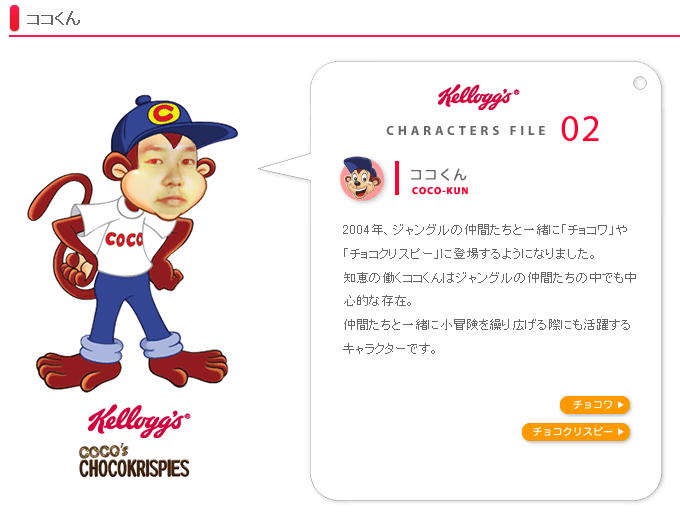 ココくん
Kellogg's®
CHARACTERS FILE 02
C
ココくん
COCO-KUN
COCO
2004年、ジャングルの仲間たちと一緒に「チョコワ」や
「チョコクリスピー」に登場するようになりました。
知恵の働くココくんはジャングルの仲間たちの中でも中
心的な存在。
仲間たちと一緒に小冒険を繰り広げる際にも活躍する
キャラクターです。
チョコワ
チョコクリスピー
Kellogg's®
COCO's
CHOCOKRISPIES